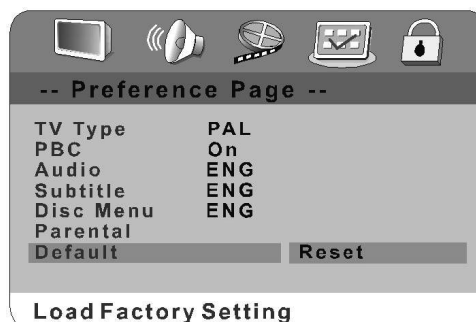 -- Preference Page --
TV Type PAL
PBC On
Audio ENG
Subtitle ENG
Disc Menu ENG
Parental
Default Reset
Load Factory Setting